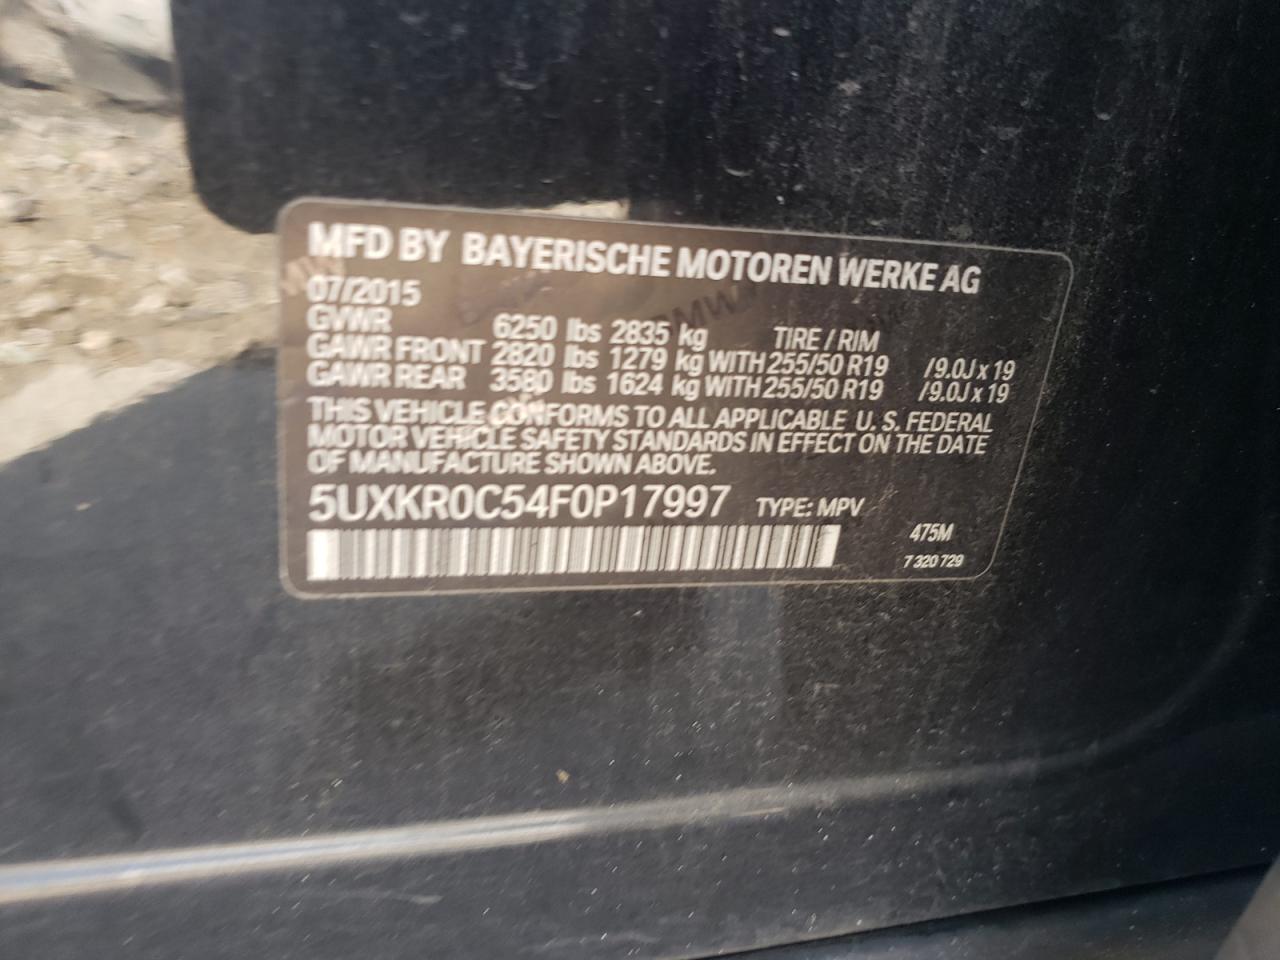 MFD BY BAYERISCHE MOTOREN WERKE AG
07/2015
GVWR 6250 lbs 2835 kg TIRE / RIM
GAWR FRONT 2820 lbs 1279 kg WITH 255/50 R19 /9.0J x 19
GAWR REAR 3580 lbs 1624 kg WITH 255/50 R19 /9.0J x 19
THIS VEHICLE CONFORMS TO ALL APPLICABLE U. S. FEDERAL
MOTOR VEHICLE SAFETY STANDARDS IN EFFECT ON THE DATE
OF MANUFACTURE SHOWN ABOVE.
5UXKR0C54F0P17997 TYPE: MPV
475M
7 320 729